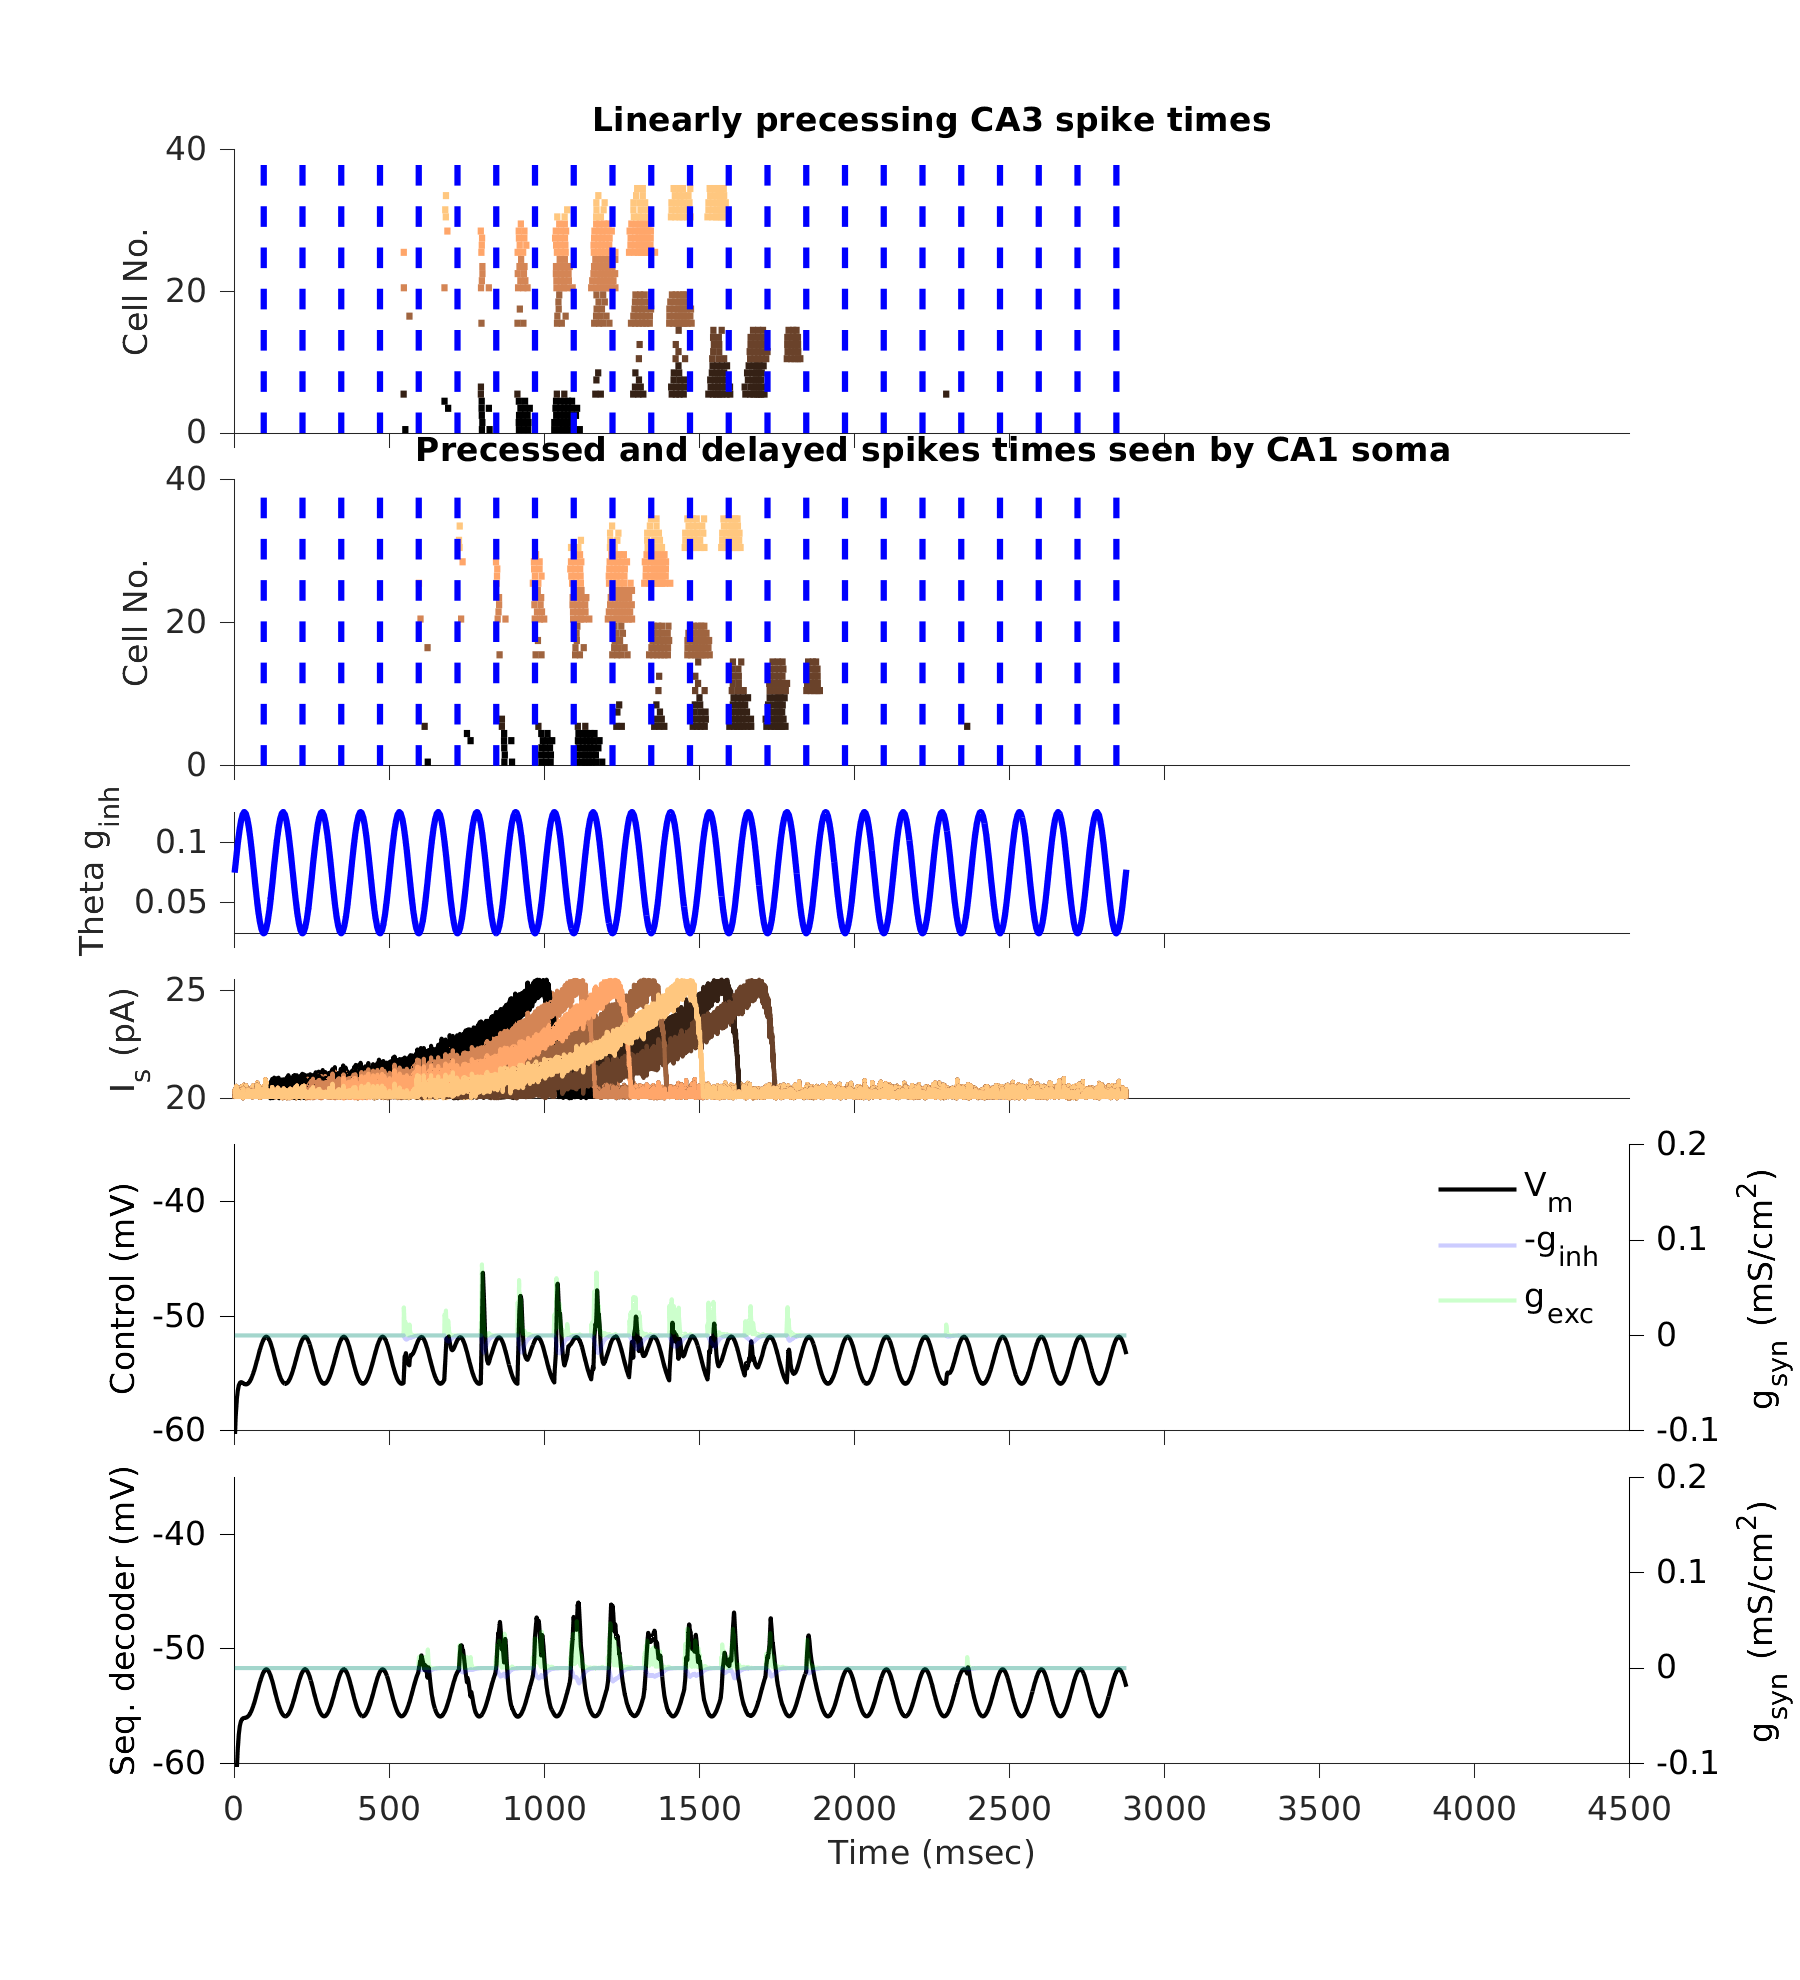 Linearly precessing CA3 spike times
40
20
0
Cell No.
Precessed and delayed spikes times seen by CA1 soma
40
20
0
Cell No.
0.1
0.05
Theta g_inh
25
20
I_s (pA)
-40
-50
-60
Control (mV)
V_m
-g_inh
g_exc
0.2
0.1
0
-0.1
g_syn (mS/cm^2)
-40
-50
-60
Seq. decoder (mV)
0.2
0.1
0
-0.1
g_syn (mS/cm^2)
0 500 1000 1500 2000 2500 3000 3500 4000 4500
Time (msec)